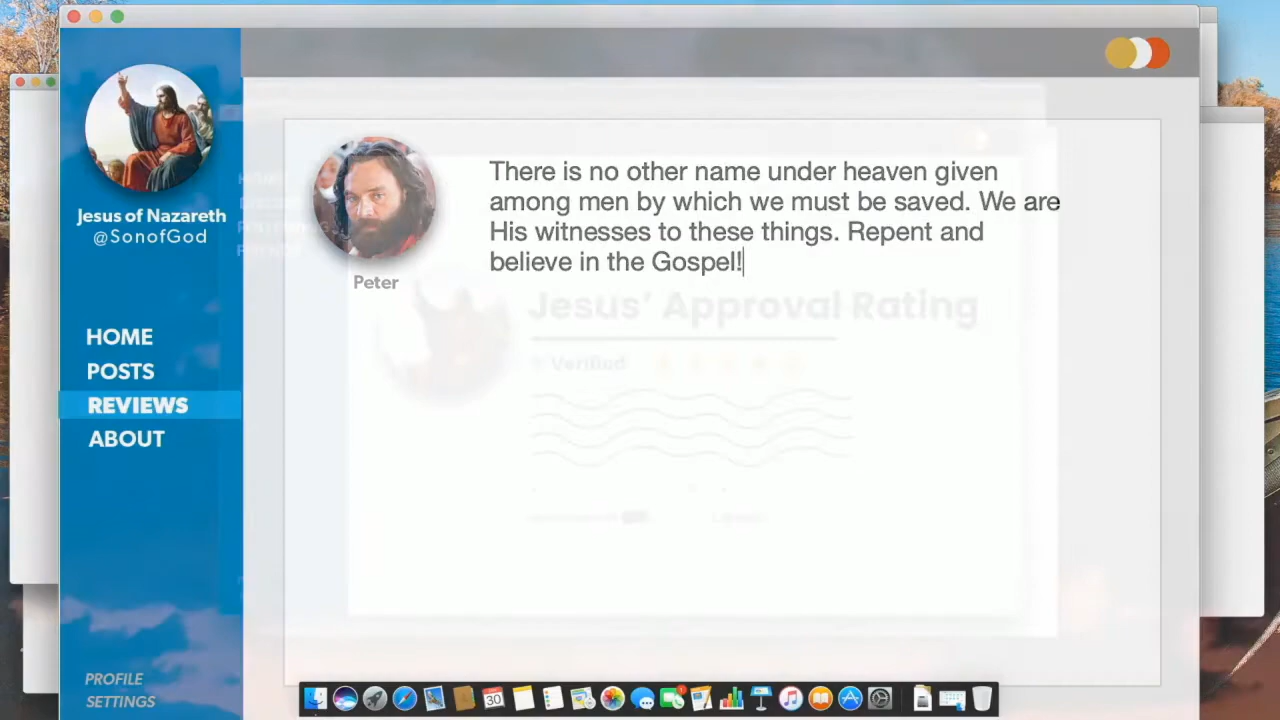 Jesus of Nazareth
@SonofGod
HOME
POSTS
REVIEWS
ABOUT
PROFILE
SETTINGS
Peter
There is no other name under heaven given
among men by which we must be saved. We are
His witnesses to these things. Repent and
believe in the Gospel!
Jesus' Approval Rating
Verified
30